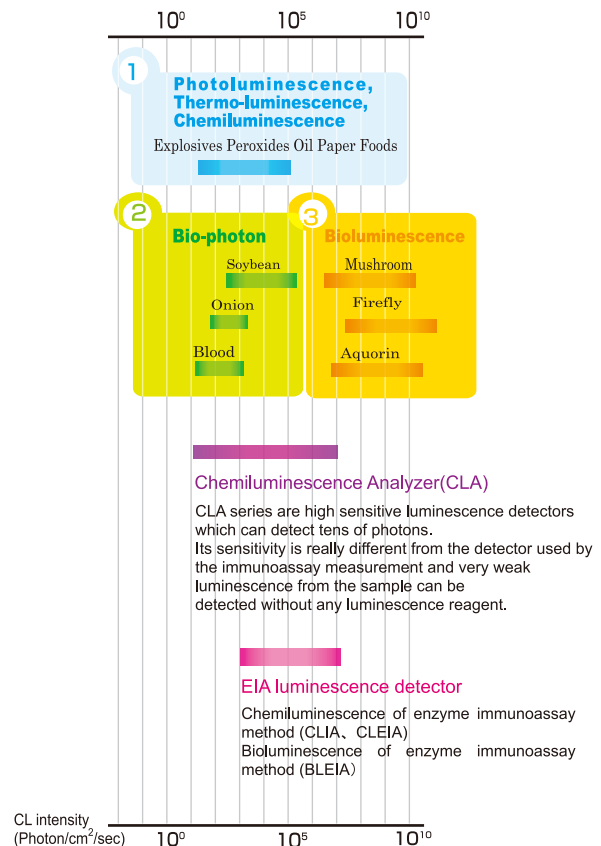 10⁰ 10⁵ 10¹⁰
1
Photoluminescence,
Thermo-luminescence,
Chemiluminescence
Explosives Peroxides Oil Paper Foods
2
Bio-photon
Soybean
Onion
Blood
3
Bioluminescence
Mushroom
Firefly
Aquorin
Chemiluminescence Analyzer(CLA)
CLA series are high sensitive luminescence detectors
which can detect tens of photons.
Its sensitivity is really different from the detector used by
the immunoassay measurement and very weak
luminescence from the sample can be
detected without any luminescence reagent.
EIA luminescence detector
Chemiluminescence of enzyme immunoassay
method (CLIA、CLEIA)
Bioluminescence of enzyme immunoassay
method (BLEIA）
CL intensity
(Photon/cm²/sec) 10⁰ 10⁵ 10¹⁰